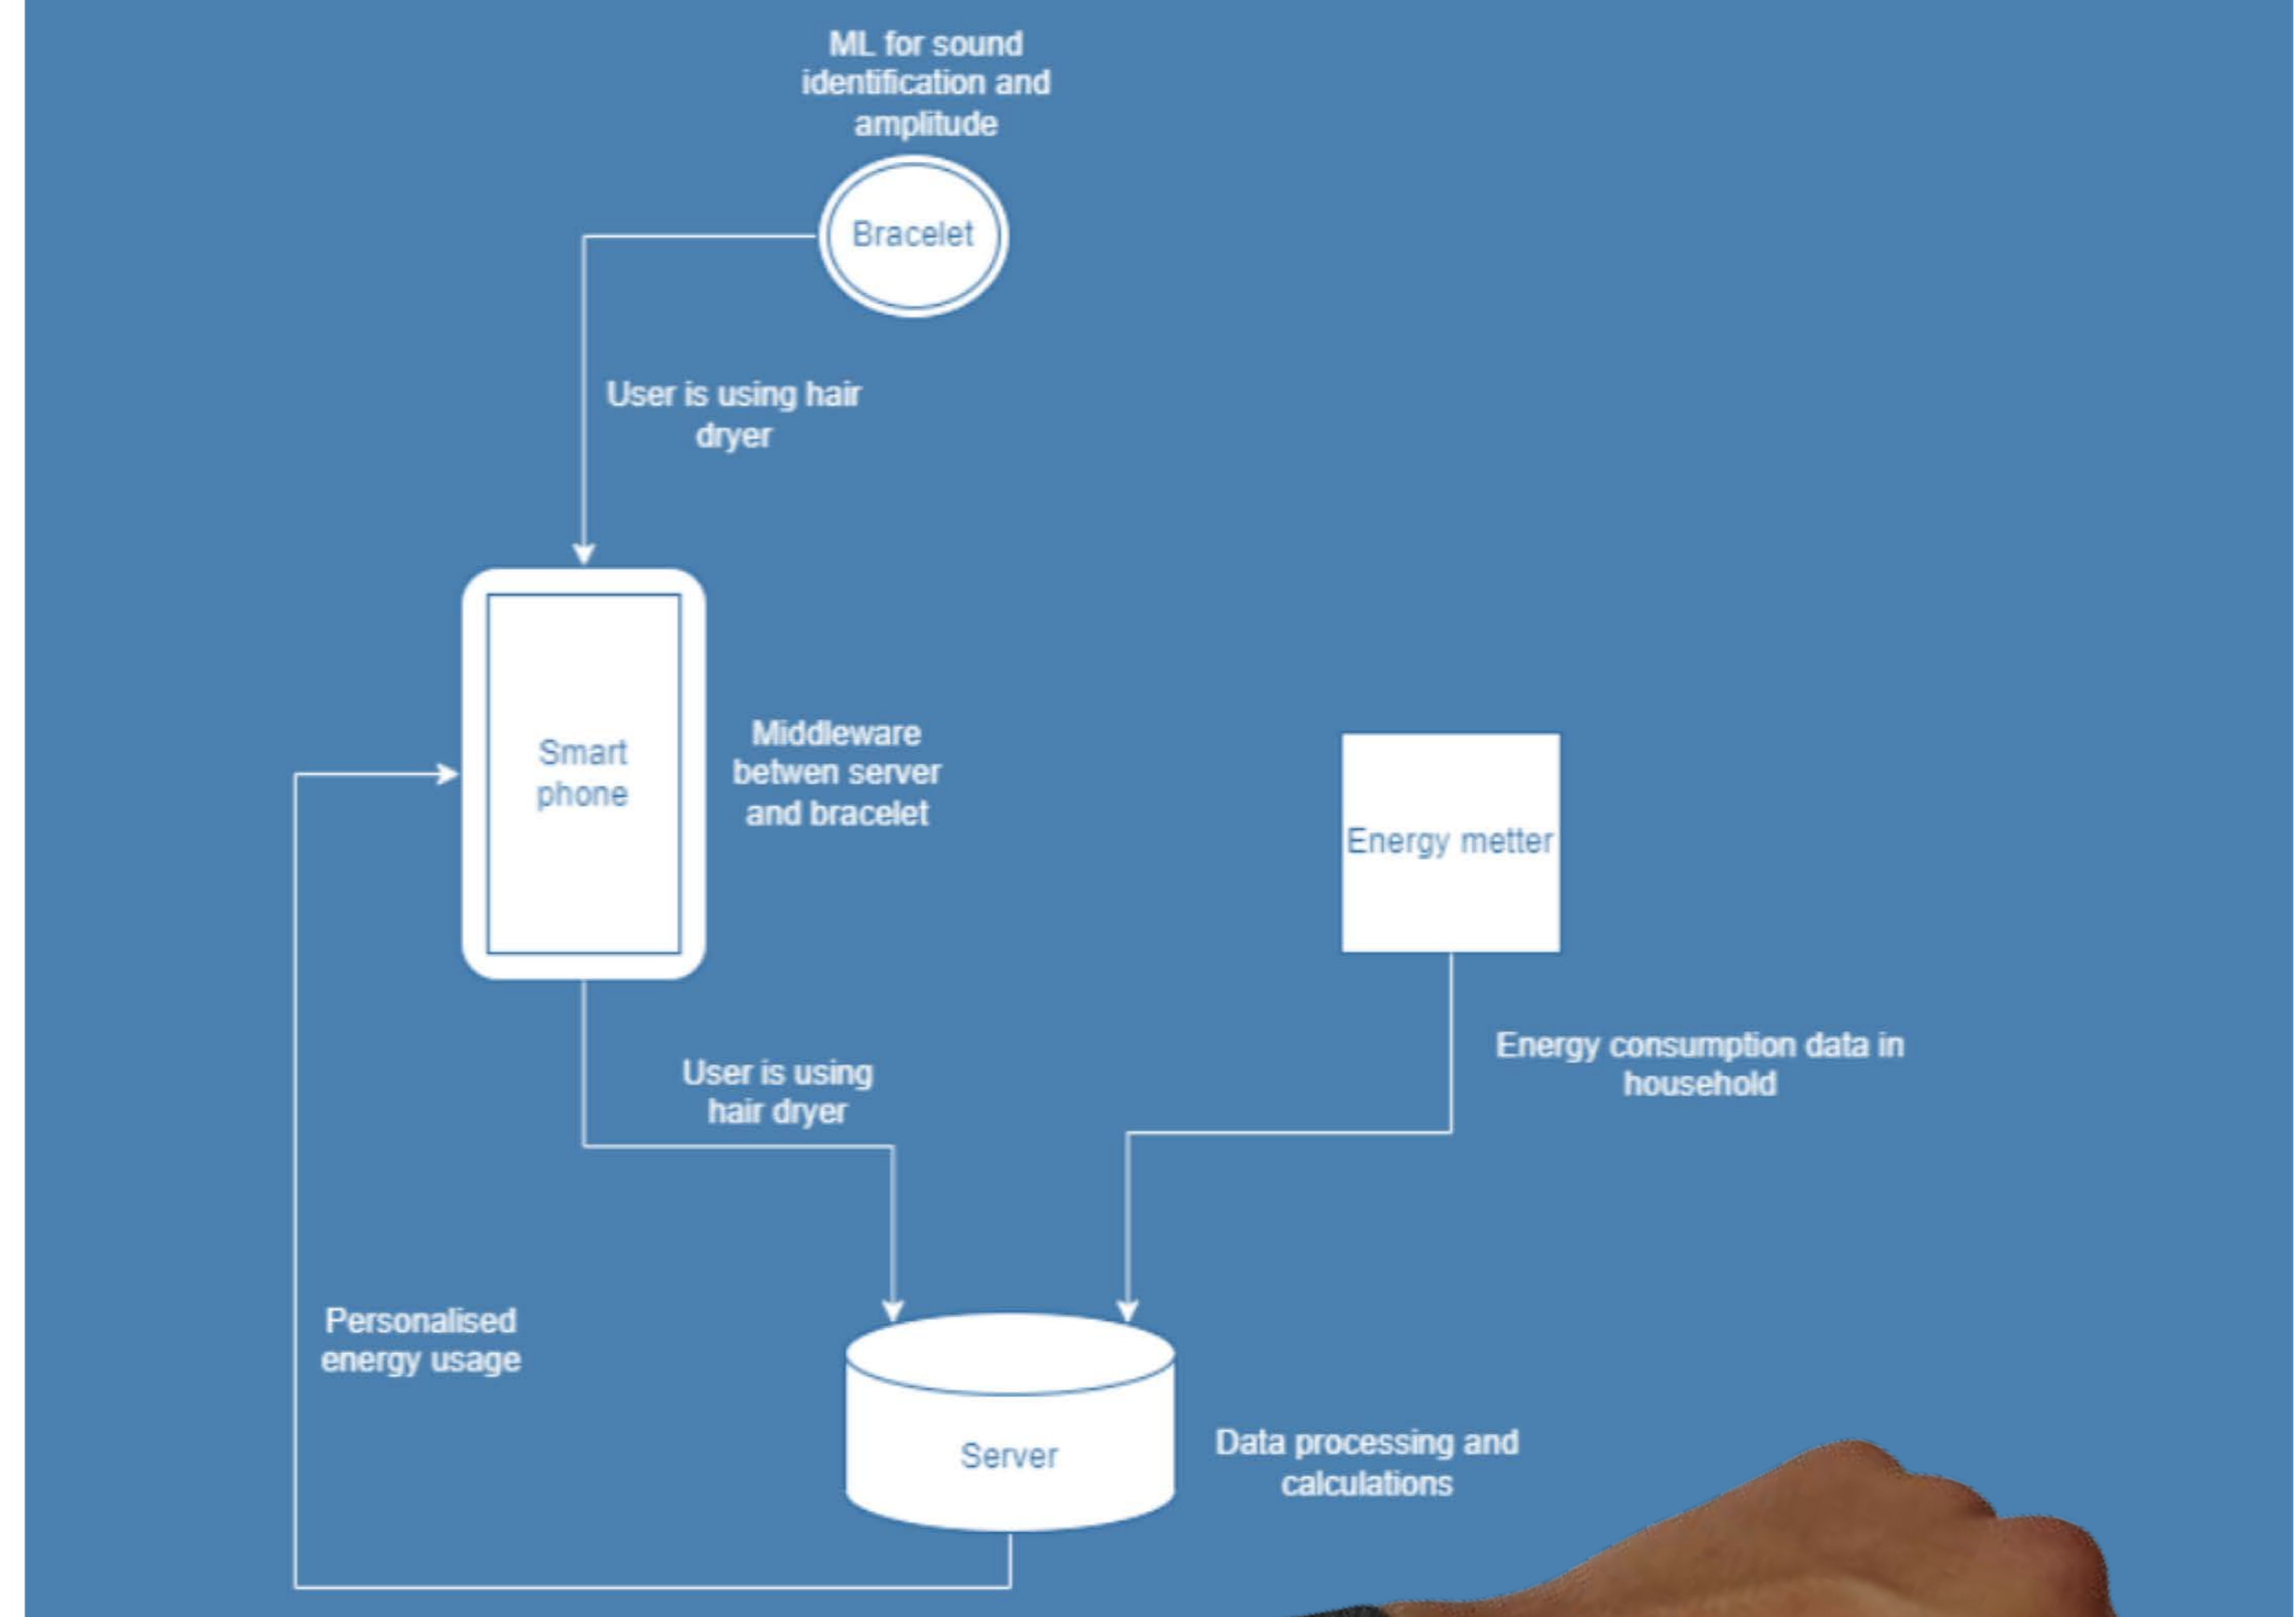 ML for sound
identification and
amplitude
Bracelet
User is using hair
dryer
Smart
phone
Middleware
betwen server
and bracelet
Energy metter
User is using
hair dryer
Energy consumption data in
household
Personalised
energy usage
Server
Data processing and
calculations